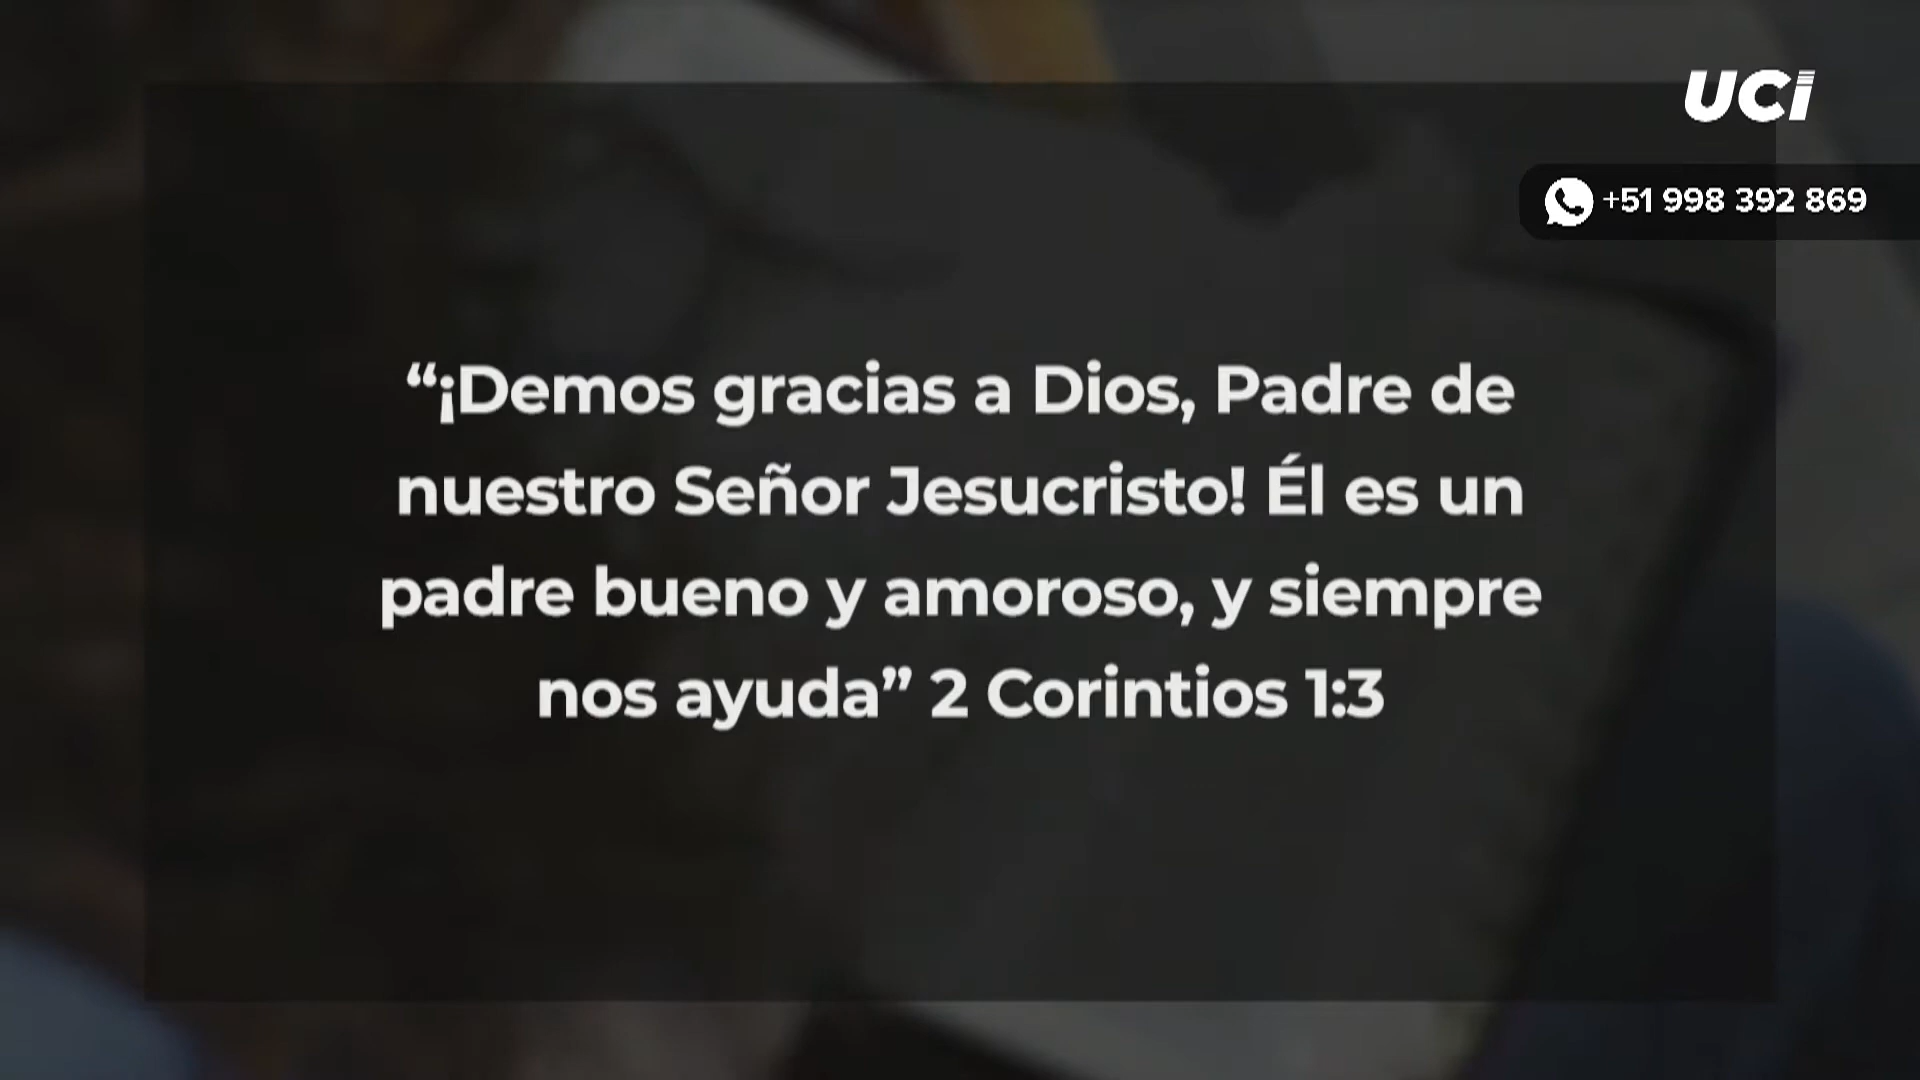 UCI
+51 998 392 869
“¡Demos gracias a Dios, Padre de
nuestro Señor Jesucristo! Él es un
padre bueno y amoroso, y siempre
nos ayuda” 2 Corintios 1:3